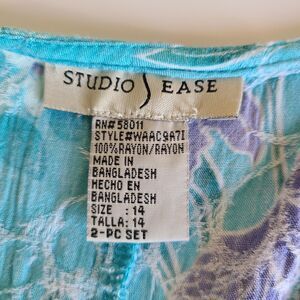 STUDIO EASE
RN# 58011
STYLE#WAAC9A7I
100%RAYON/RAYON
MADE IN
BANGLADESH
HECHO EN
BANGLADESH
SIZE : 14
TALLA: 14
2-PC SET